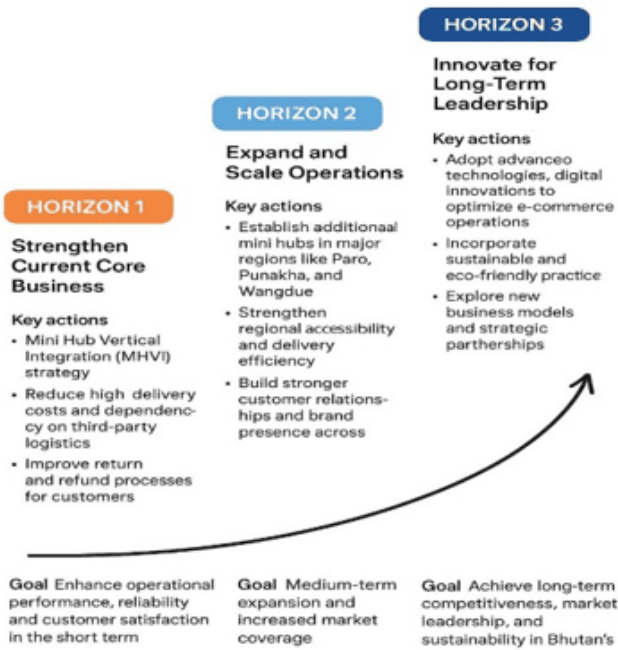 HORIZON 1
Strengthen
Current Core
Business
Key actions
• Mini Hub Vertical
Integration (MHVI)
strategy
• Reduce high delivery
costs and dependenc-
cy on third-party
logistics
• Improve return
and refund processes
for customers
Goal Enhance operational
performance, reliability
and customer satisfaction
in the short term
HORIZON 2
Expand and
Scale Operations
Key actions
• Establish additionaal
mini hubs in major
regions like Paro,
Punakha, and
Wangdue
• Strengthen
regional accessibility
and delivery
efficiency
• Build stronger
customer relations-
hips and brand
presence across
Goal Medium-term
expansion and
increased market
coverage
HORIZON 3
Innovate for
Long-Term
Leadership
Key actions
• Adopt advanceo
technologies, digital
innovations to
optimize e-commerce
operations
• Incorporate
sustainable and
eco-friendly practice
• Explore new
business models
and strategic
partherships
Goal Achieve long-term
competitiveness, market
leadership, and
sustainability in Bhutan's